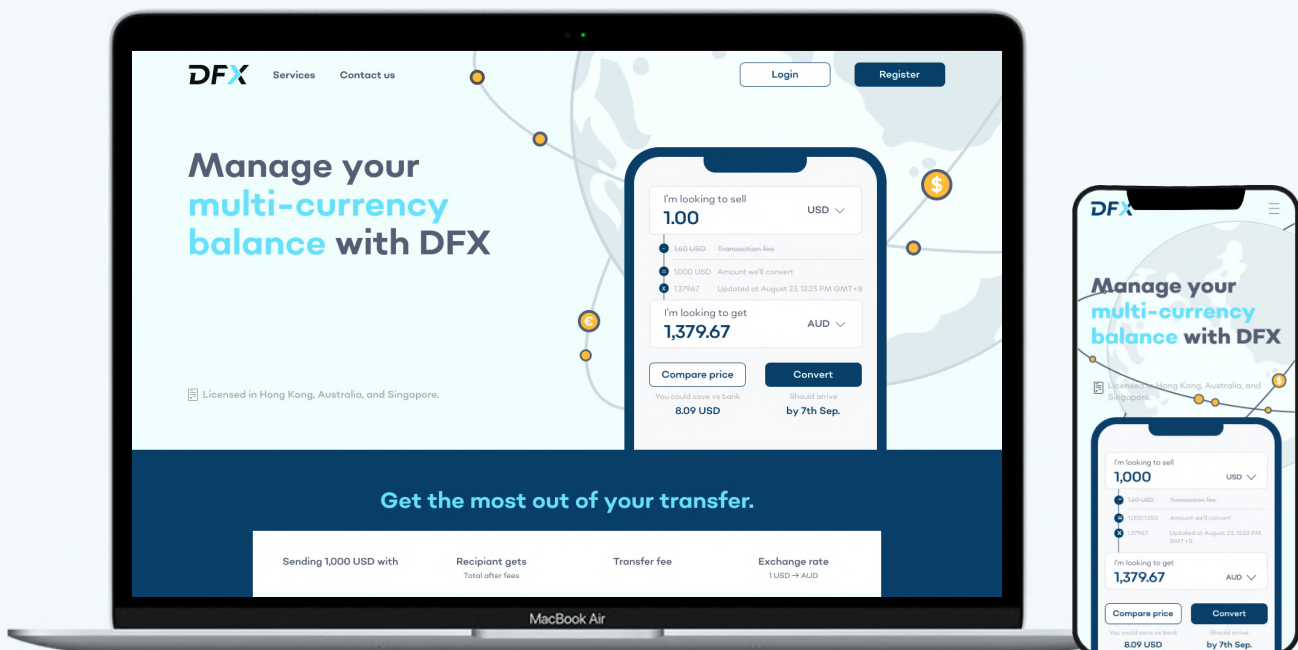 DFX
Services
Contact us
Login
Register
Manage your
multi-currency
balance with DFX
Licensed in Hong Kong, Australia, and Singapore.
I'm looking to sell
1.00
USD
1.60 USD Transaction fee
1,000 USD Amount we'll convert
1.37967 Updated at August 23, 12:23 PM GMT+8
I'm looking to get
1,379.67
AUD
Compare price
Convert
You could save vs bank
Should arrive
8.09 USD
by 7th Sep.
$
€
Get the most out of your transfer.
Sending 1,000 USD with
Recipiant gets
Total after fees
Transfer fee
Exchange rate
1 USD → AUD
MacBook Air
DFX
Manage your
multi-currency
balance with DFX
Licensed in Hong Kong, Australia, and
Singapore.
$
I'm looking to sell
1,000
USD
1.60 USD Transaction fee
1,000 USD Amount we'll convert
1.37967 Updated at August 23, 12:23 PM
GMT+8
I'm looking to get
1,379.67
AUD
Compare price
Convert
You could save vs bank
Should arrive
8.09 USD
by 7th Sep.